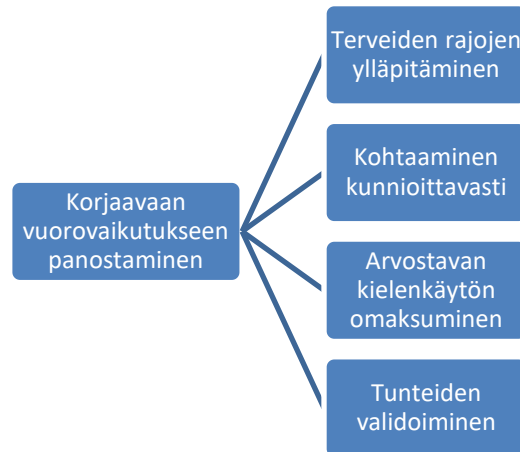 Terveiden rajojen
ylläpitäminen
Kohtaaminen
kunnioittavasti
Korjaavaan
vuorovaikutukseen
panostaminen
Arvostavan
kielenkäytön
omaksuminen
Tunteiden
validoiminen